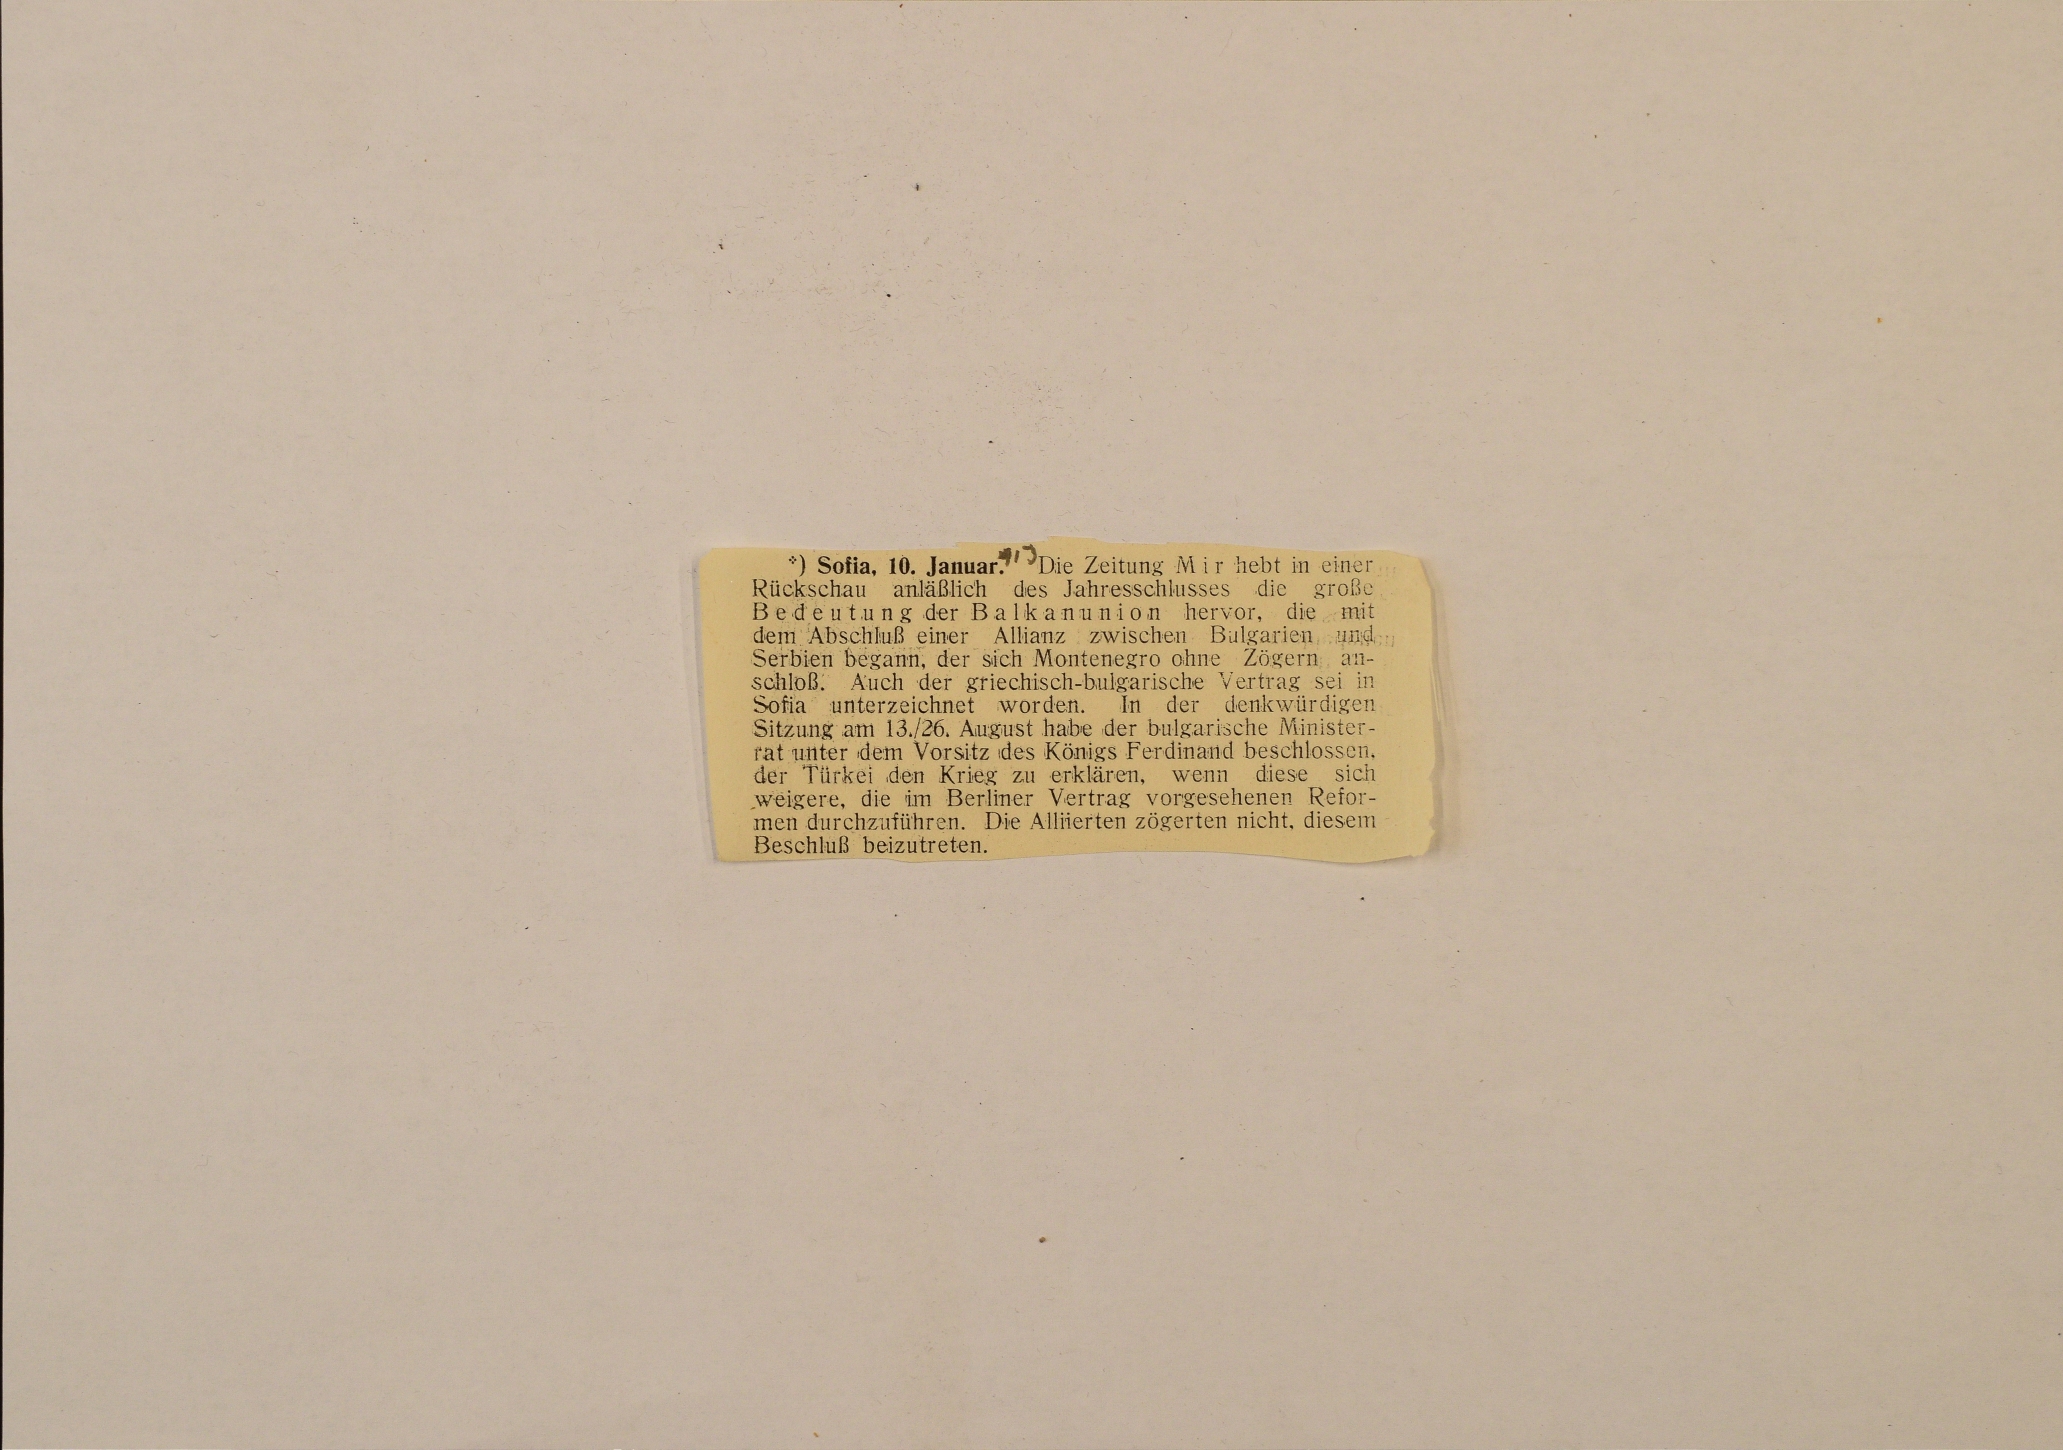 *) Sofia, 10. Januar. 913 Die Zeitung Mir hebt in einer
Rückschau anläßlich des Jahresschlusses die große
Bedeutung der Balkanunion hervor, die mit
dem Abschluß einer Allianz zwischen Bulgarien und
Serbien begann, der sich Montenegro ohne Zögern an-
schloß. Auch der griechisch-bulgarische Vertrag sei in
Sofia unterzeichnet worden. In der denkwürdigen
Sitzung am 13./26. August habe der bulgarische Minister-
rat unter dem Vorsitz des Königs Ferdinand beschlossen,
der Türkei den Krieg zu erklären, wenn diese sich
weigere, die im Berliner Vertrag vorgesehenen Refor-
men durchzuführen. Die Alliierten zögerten nicht, diesem
Beschluß beizutreten.